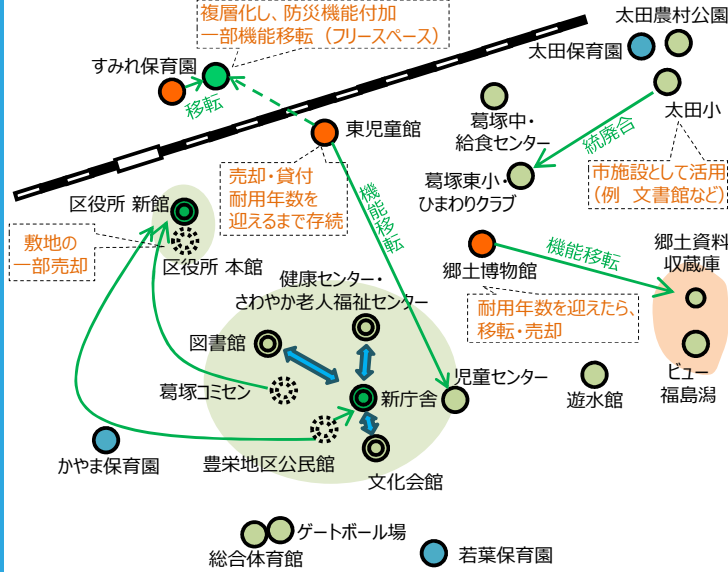 複層化し、防災機能付加
一部機能移転（フリースペース）
太田農村公園
太田保育園
すみれ保育園
移転
東児童館
葛塚中・
給食センター
太田小
統廃合
売却・貸付
耐用年数を
迎えるまで存続
機能移転
葛塚東小・
ひまわりクラブ
市施設として活用
（例　文書館など）
区役所 新館
敷地の
一部売却
区役所 本館
郷土博物館
機能移転
郷土資料
収蔵庫
健康センター・
さわやか老人福祉センター
耐用年数を迎えたら、
移転・売却
図書館
葛塚コミセン
新庁舎
児童センター
遊水館
ビュー
福島潟
かやま保育園
豊栄地区公民館
文化会館
ゲートボール場
総合体育館
若葉保育園